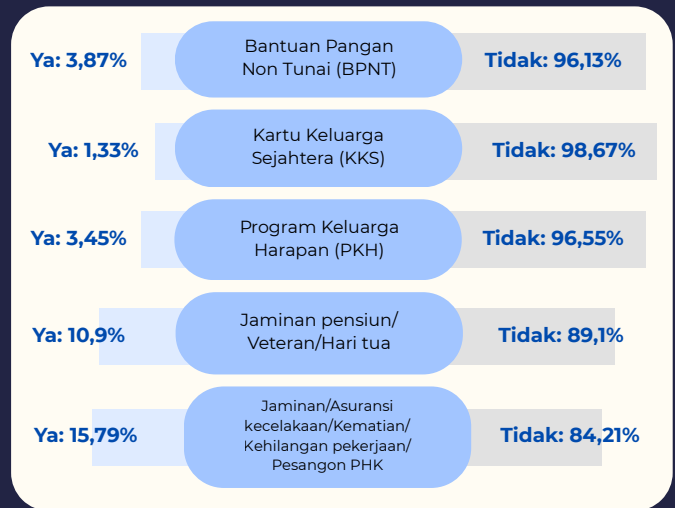 Ya: 3,87%
Bantuan Pangan
Non Tunai (BPNT)
Tidak: 96,13%
Ya: 1,33%
Kartu Keluarga
Sejahtera (KKS)
Tidak: 98,67%
Ya: 3,45%
Program Keluarga
Harapan (PKH)
Tidak: 96,55%
Ya: 10,9%
Jaminan pensiun/
Veteran/Hari tua
Tidak: 89,1%
Ya: 15,79%
Jaminan/Asuransi
kecelakaan/Kematian/
Kehilangan pekerjaan/
Pesangon PHK
Tidak: 84,21%